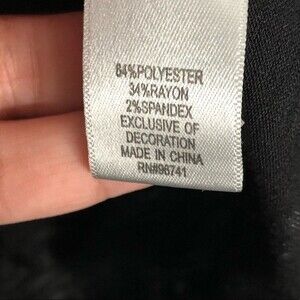 64%POLYESTER
34%RAYON
2%SPANDEX
EXCLUSIVE OF
DECORATION
MADE IN CHINA
RN#96741